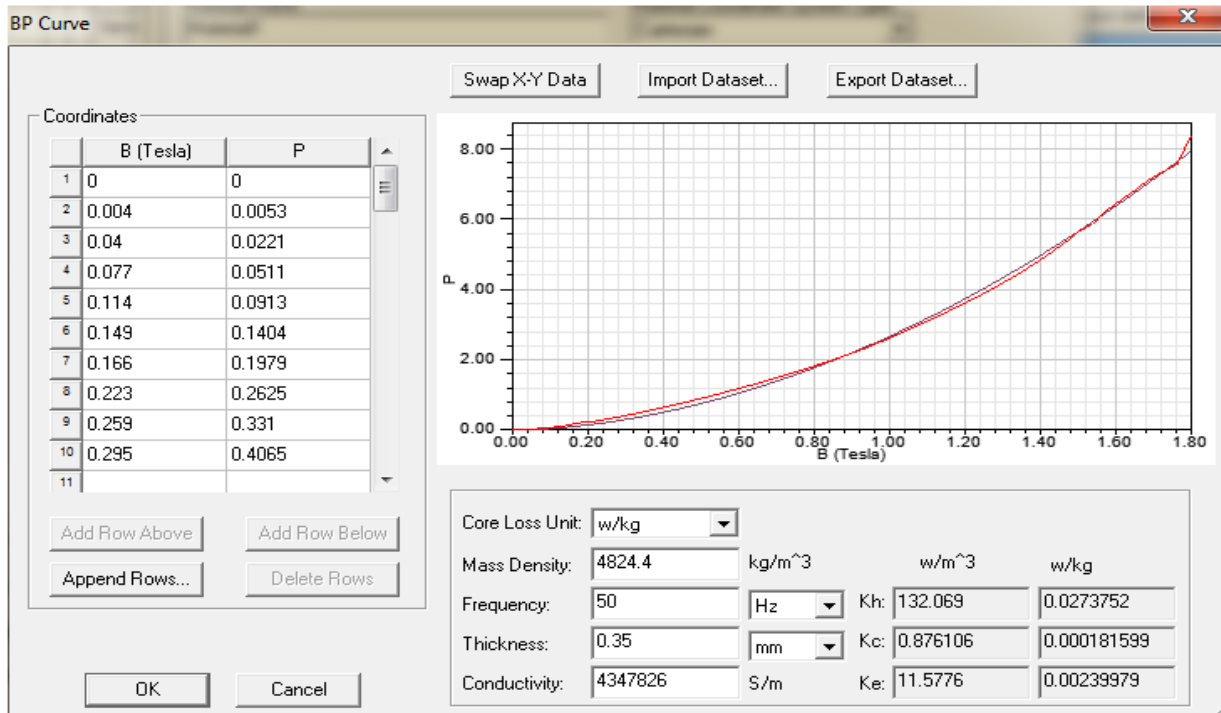 BP Curve
X
Swap X-Y Data Import Dataset... Export Dataset...
Coordinates
B (Tesla) P
1 0 0
2 0.004 0.0053
3 0.04 0.0221
4 0.077 0.0511
5 0.114 0.0913
6 0.149 0.1404
7 0.166 0.1979
8 0.223 0.2625
9 0.259 0.331
10 0.295 0.4065
11
Add Row Above Add Row Below
Append Rows... Delete Rows
OK Cancel
8.00
6.00
P
4.00
2.00
0.00
0.00 0.20 0.40 0.60 0.80 1.00 1.20 1.40 1.60 1.80
B (Tesla)
Core Loss Unit: w/kg
Mass Density: 4824.4 kg/m^3 w/m^3 w/kg
Frequency: 50 Hz Kh: 132.069 0.0273752
Thickness: 0.35 mm Kc: 0.876106 0.000181599
Conductivity: 4347826 S/m Ke: 11.5776 0.00239979